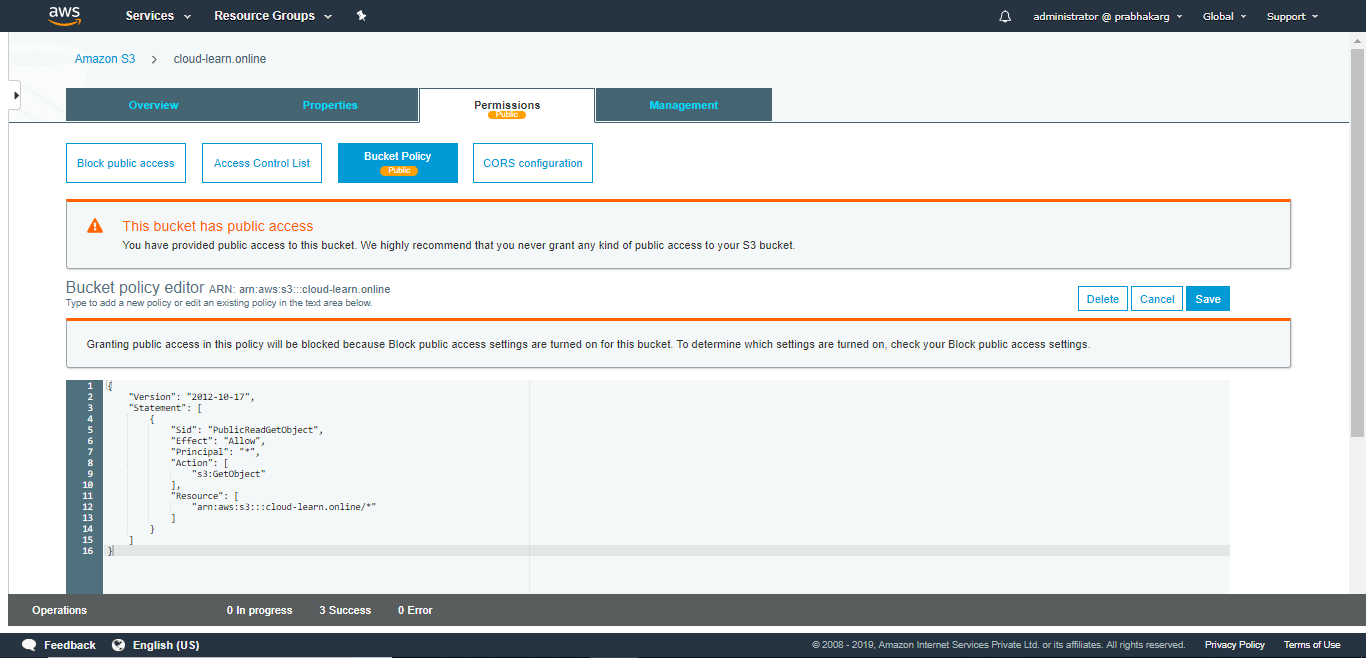 aws Services Resource Groups administrator @ prabhakarg Global Support
Amazon S3 > cloud-learn.online
Overview Properties Permissions Management
Public
Block public access Access Control List Bucket Policy CORS configuration
Public
This bucket has public access
You have provided public access to this bucket. We highly recommend that you never grant any kind of public access to your S3 bucket.
Bucket policy editor ARN: arn:aws:s3:::cloud-learn.online
Type to add a new policy or edit an existing policy in the text area below.
Delete Cancel Save
Granting public access in this policy will be blocked because Block public access settings are turned on for this bucket. To determine which settings are turned on, check your Block public access settings.
1 {
2 "Version": "2012-10-17",
3 "Statement": [
4 {
5 "Sid": "PublicReadGetObject",
6 "Effect": "Allow",
7 "Principal": "*",
8 "Action": [
9 "s3:GetObject"
10 ],
11 "Resource": [
12 "arn:aws:s3:::cloud-learn.online/*"
13 ]
14 }
15 ]
16 }
Operations 0 In progress 3 Success 0 Error
Feedback English (US) © 2008 - 2019, Amazon Internet Services Private Ltd. or its affiliates. All rights reserved. Privacy Policy Terms of Use